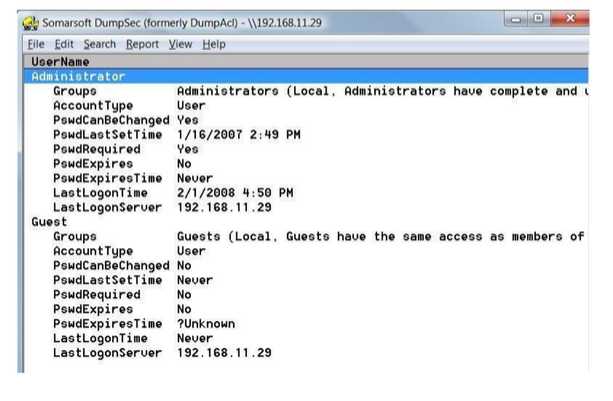 Somarsoft DumpSec (formerly DumpAcl) - \\192.168.11.29
File Edit Search Report View Help
UserName
Administrator
Groups Administrators (Local, Administrators have complete and
AccountType User
PswdCanBeChanged Yes
PswdLastSetTime 1/16/2007 2:49 PM
PswdRequired Yes
PswdExpires No
PswdExpiresTime Never
LastLogonTime 2/1/2008 4:50 PM
LastLogonServer 192.168.11.29
Guest
Groups Guests (Local, Guests have the same access as members of
AccountType User
PswdCanBeChanged No
PswdLastSetTime Never
PswdRequired No
PswdExpires No
PswdExpiresTime ?Unknown
LastLogonTime Never
LastLogonServer 192.168.11.29